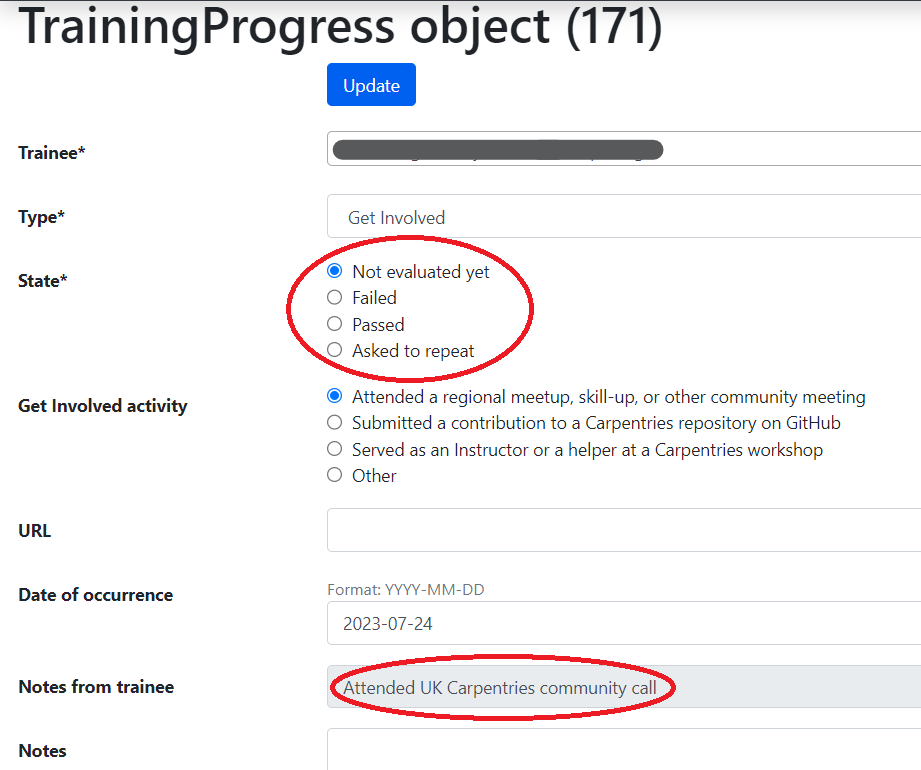 TrainingProgress object (171)
Update
Trainee*
Type*
Get Involved
State*
Not evaluated yet
Failed
Passed
Asked to repeat
Get Involved activity
Attended a regional meetup, skill-up, or other community meeting
Submitted a contribution to a Carpentries repository on GitHub
Served as an Instructor or a helper at a Carpentries workshop
Other
URL
Date of occurrence
Format: YYYY-MM-DD
2023-07-24
Notes from trainee
Attended UK Carpentries community call
Notes